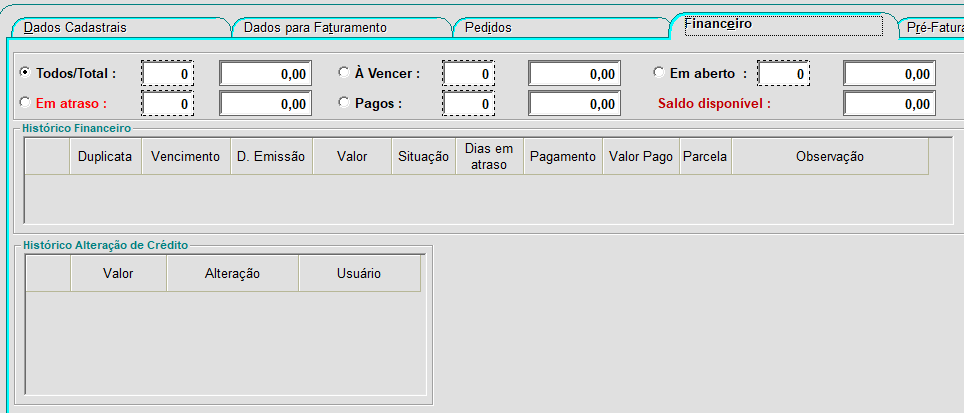 Dados Cadastrais Dados para Faturamento Pedidos Financeiro Pré-Fatura
Todos/Total : 0 0,00 À Vencer : 0 0,00 Em aberto : 0 0,00
Em atraso : 0 0,00 Pagos : 0 0,00 Saldo disponível : 0,00
Histórico Financeiro
Duplicata Vencimento D. Emissão Valor Situação Dias em atraso Pagamento Valor Pago Parcela Observação
Histórico Alteração de Crédito
Valor Alteração Usuário